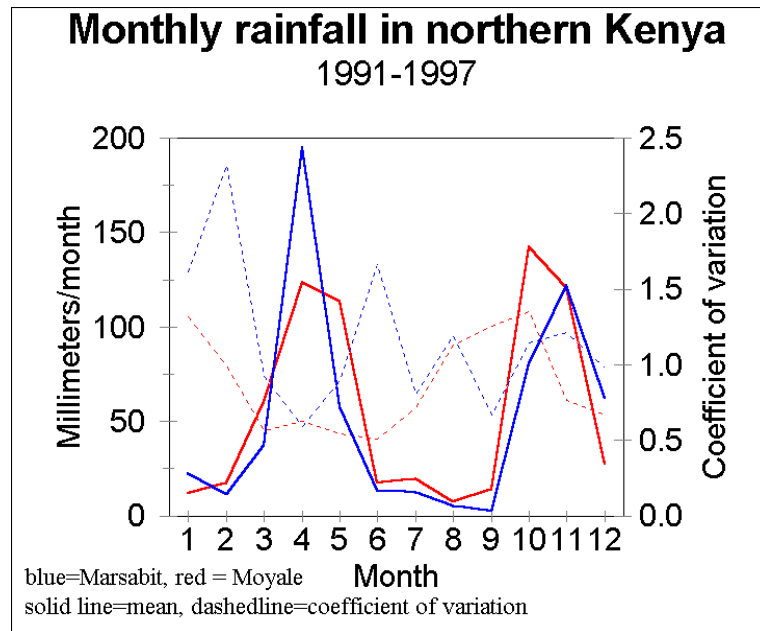 Monthly rainfall in northern Kenya
1991-1997
200
150
100
50
0
Millimeters/month
2.5
2.0
1.5
1.0
0.5
0.0
Coefficient of variation
1 2 3 4 5 6 7 8 9 10 11 12
Month
blue=Marsabit, red = Moyale
solid line=mean, dashedline=coefficient of variation